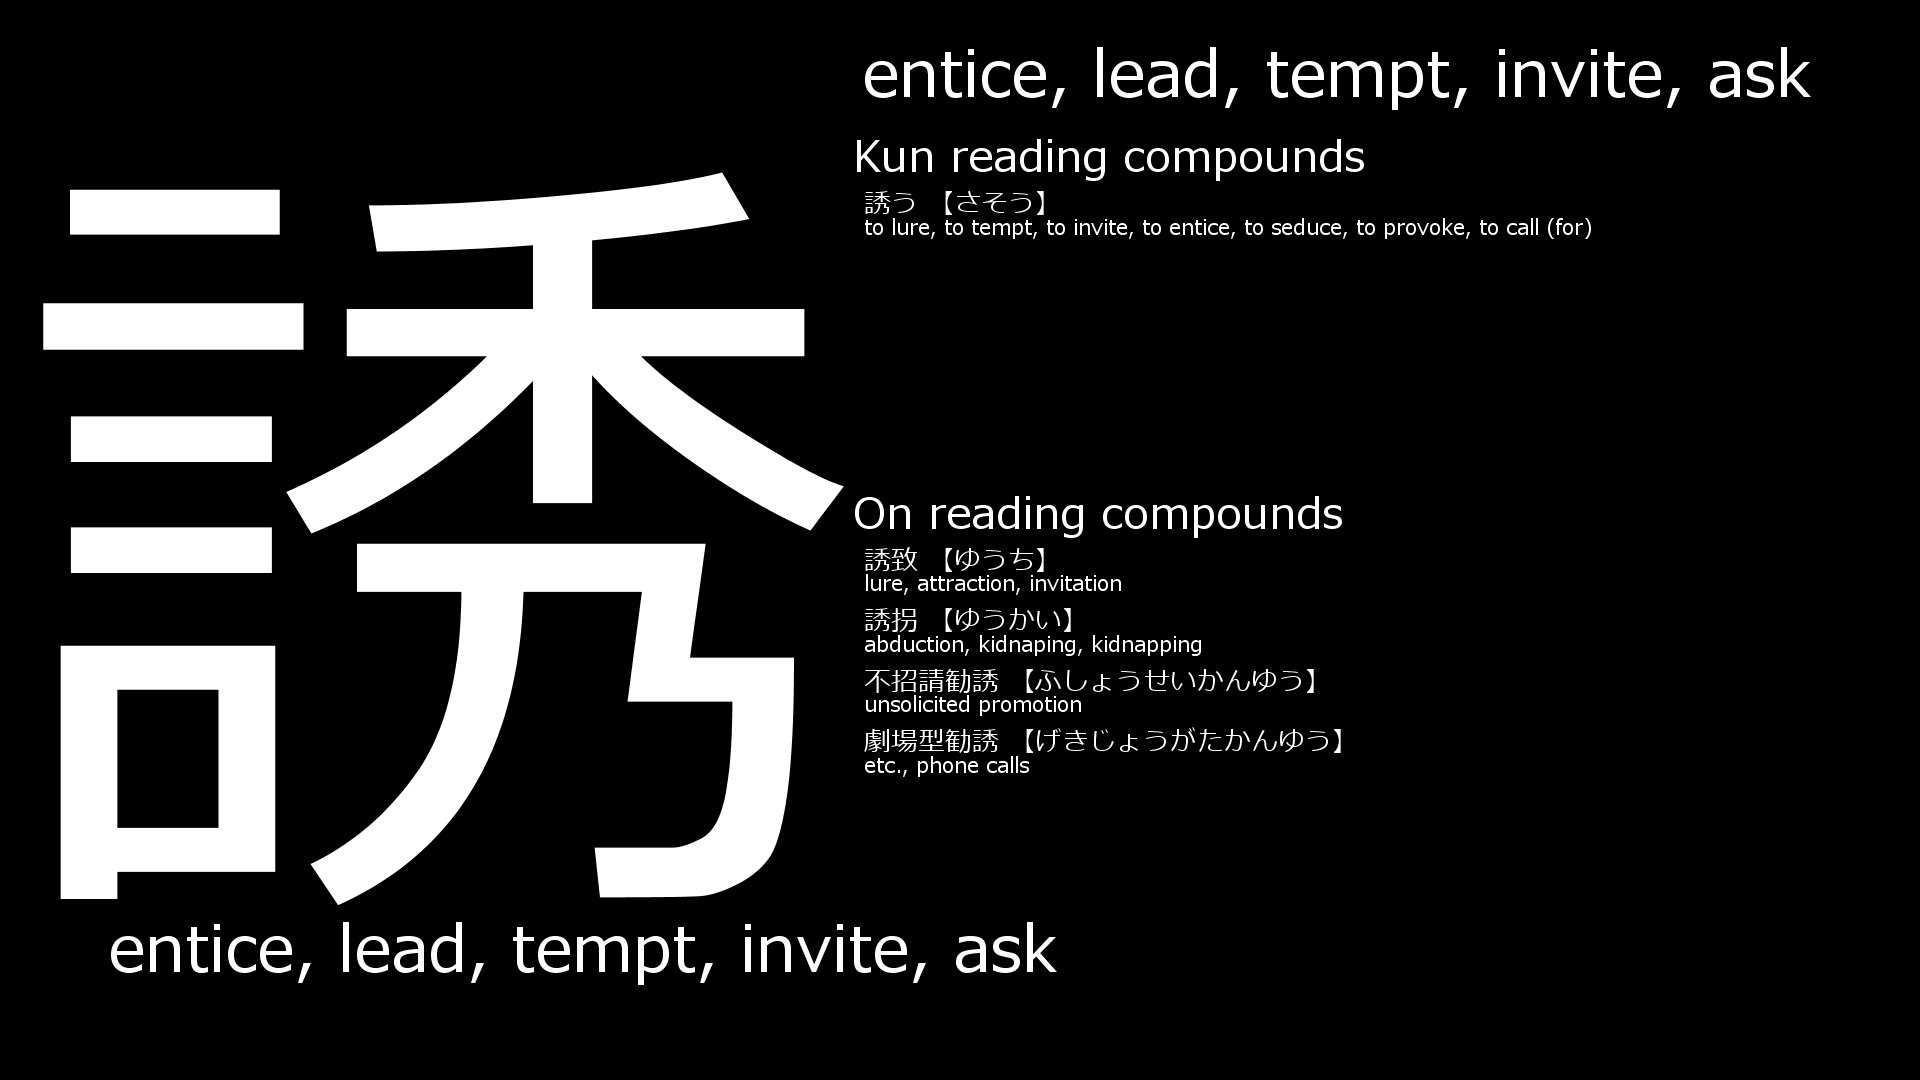 誘
entice, lead, tempt, invite, ask
Kun reading compounds
誘う 【さそう】
to lure, to tempt, to invite, to entice, to seduce, to provoke, to call (for)
On reading compounds
誘致 【ゆうち】
lure, attraction, invitation
誘拐 【ゆうかい】
abduction, kidnaping, kidnapping
不招請勧誘 【ふしょうせいかんゆう】
unsolicited promotion
劇場型勧誘 【げきじょうがたかんゆう】
etc., phone calls
entice, lead, tempt, invite, ask